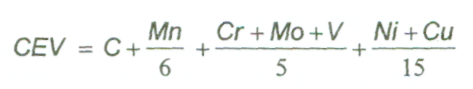 CEV = C + Mn/6 + Cr + Mo + V/5 + Ni + Cu/15